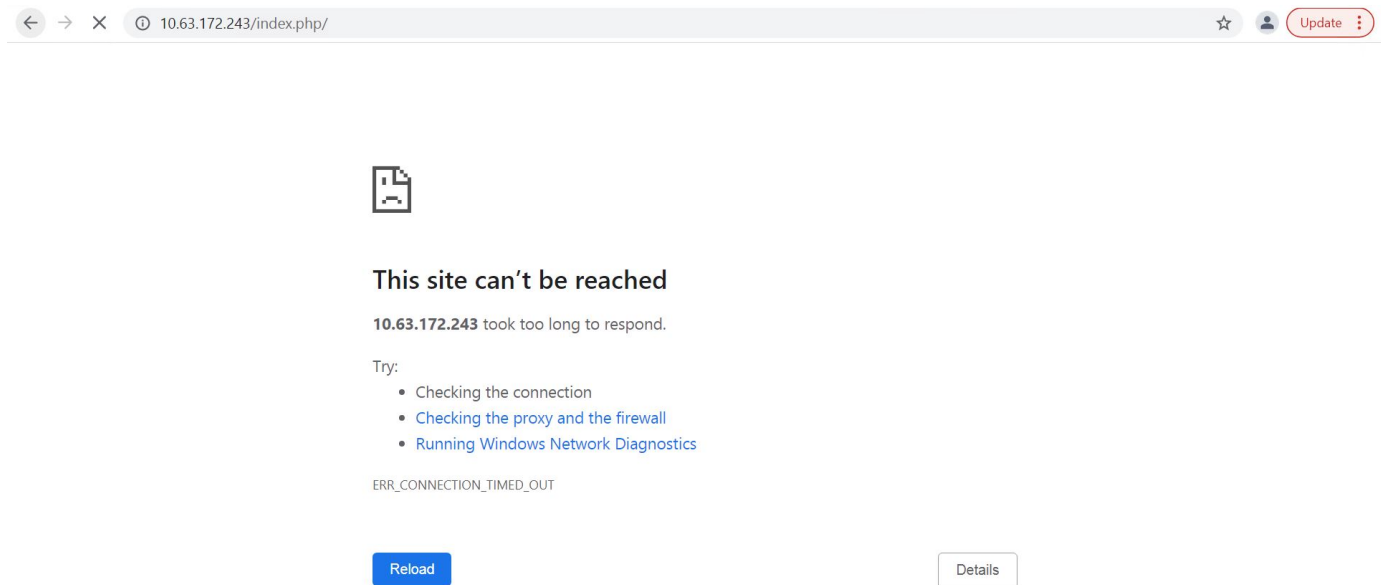 10.63.172.243/index.php/
Update
This site can’t be reached
10.63.172.243 took too long to respond.
Try:
• Checking the connection
• Checking the proxy and the firewall
• Running Windows Network Diagnostics
ERR_CONNECTION_TIMED_OUT
Reload
Details